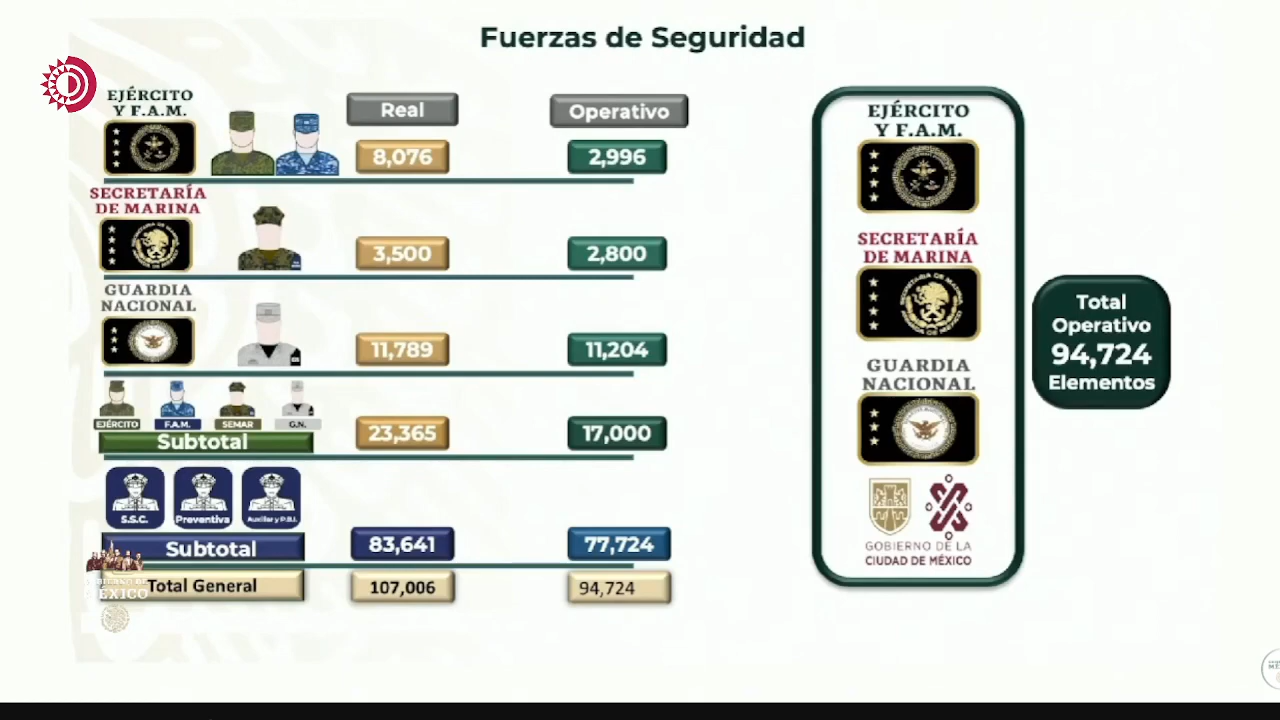 Fuerzas de Seguridad
EJÉRCITO
Y F.A.M.
Real
Operativo
8,076
2,996
SECRETARÍA
DE MARINA
3,500
2,800
GUARDIA
NACIONAL
11,789
11,204
EJÉRCITO
F.A.M.
SEMAR
G.N.
Subtotal
23,365
17,000
S.S.C.
Preventiva
Auxiliar y P.B.I.
Subtotal
83,641
77,724
GOBIERNO DE
MÉXICO
Total General
107,006
94,724
EJÉRCITO
Y F.A.M.
SECRETARÍA
DE MARINA
GUARDIA
NACIONAL
GOBIERNO DE LA
CIUDAD DE MÉXICO
Total
Operativo
94,724
Elementos